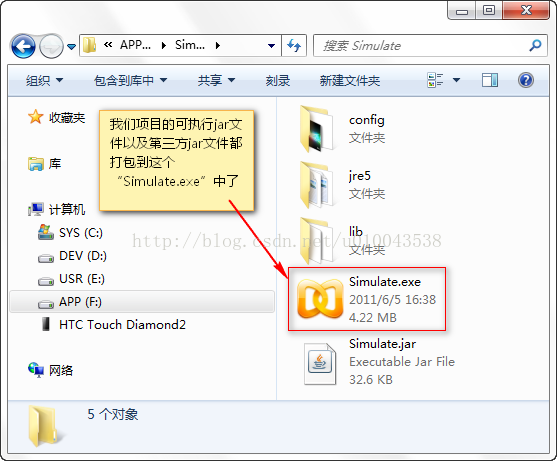 APP...
Sim...
搜索 Simulate
组织
包含到库中
共享
刻录
新建文件夹
收藏夹
库
计算机
SYS (C:)
DEV (D:)
USR (E:)
APP (F:)
HTC Touch Diamond2
网络
我们项目的可执行jar文
件以及第三方jar文件都
打包到这个
“Simulate.exe”中了
config
文件夹
jre5
文件夹
lib
文件夹
http://blog.csdn.net/u010043538
Simulate.exe
2011/6/5 16:38
4.22 MB
Simulate.jar
Executable Jar File
32.6 KB
5 个对象